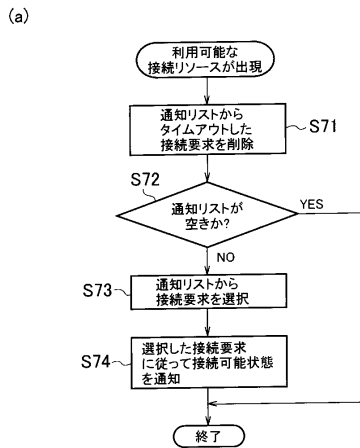 (a)
利用可能な
接続リソースが出現
通知リストから
タイムアウトした
接続要求を削除
S71
S72
通知リストが
空きか?
YES
NO
S73
通知リストから
接続要求を選択
S74
選択した接続要求
に従って接続可能状態
を通知
終了